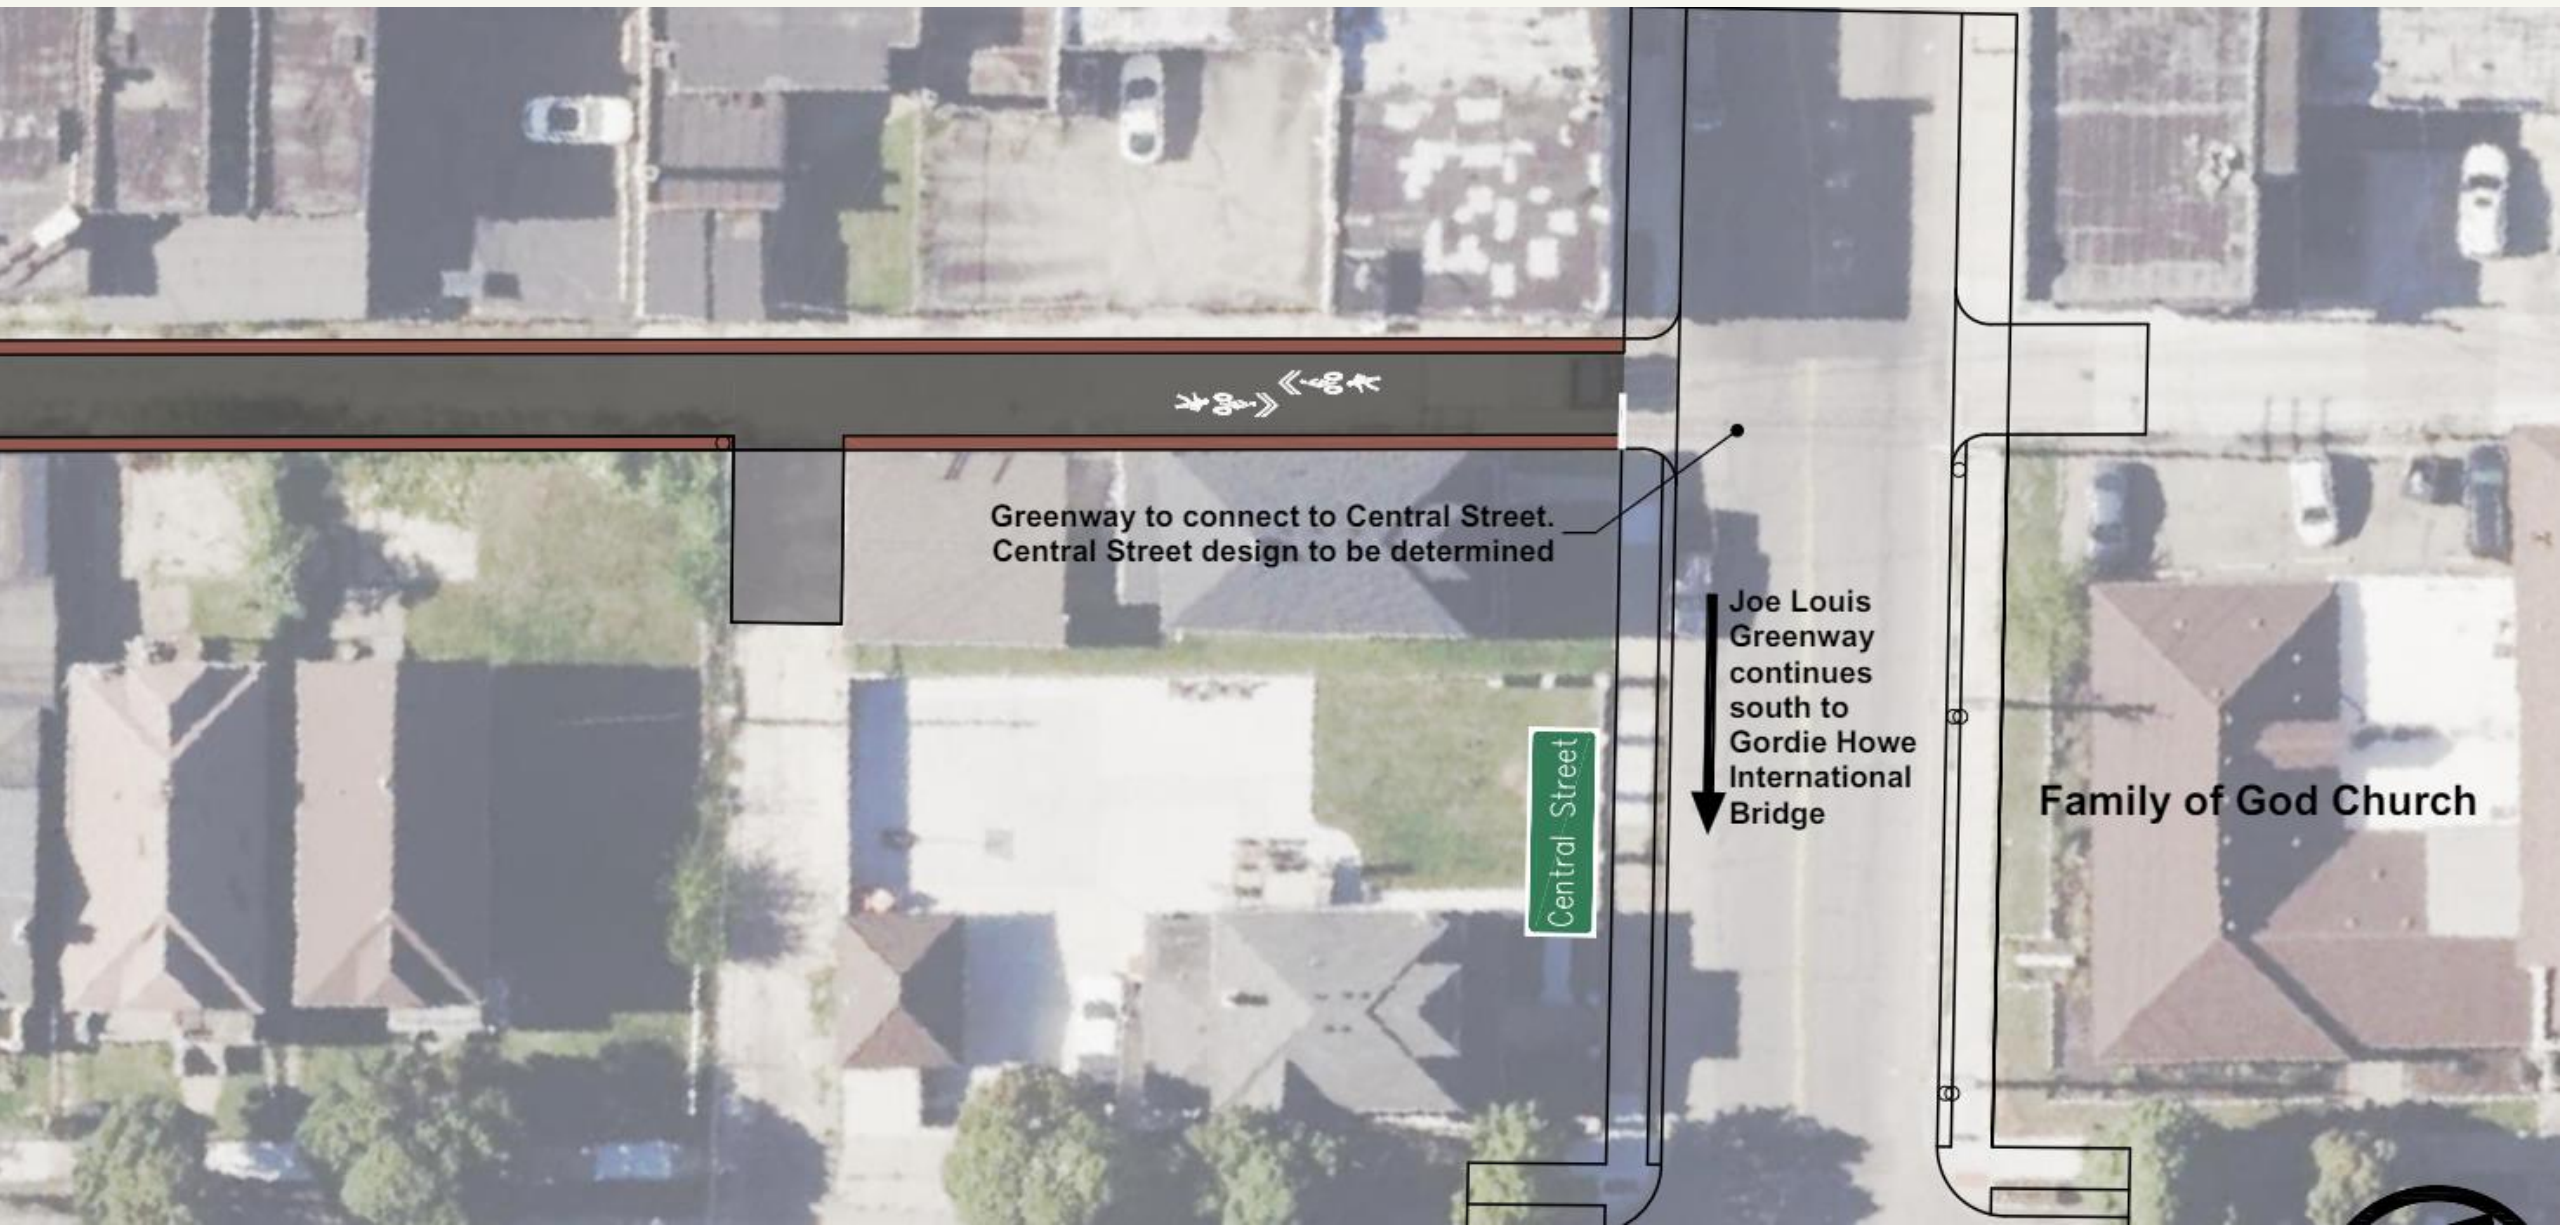 Greenway to connect to Central Street.
Central Street design to be determined
Joe Louis
Greenway
continues
south to
Gordie Howe
International
Bridge
Central Street
Family of God Church